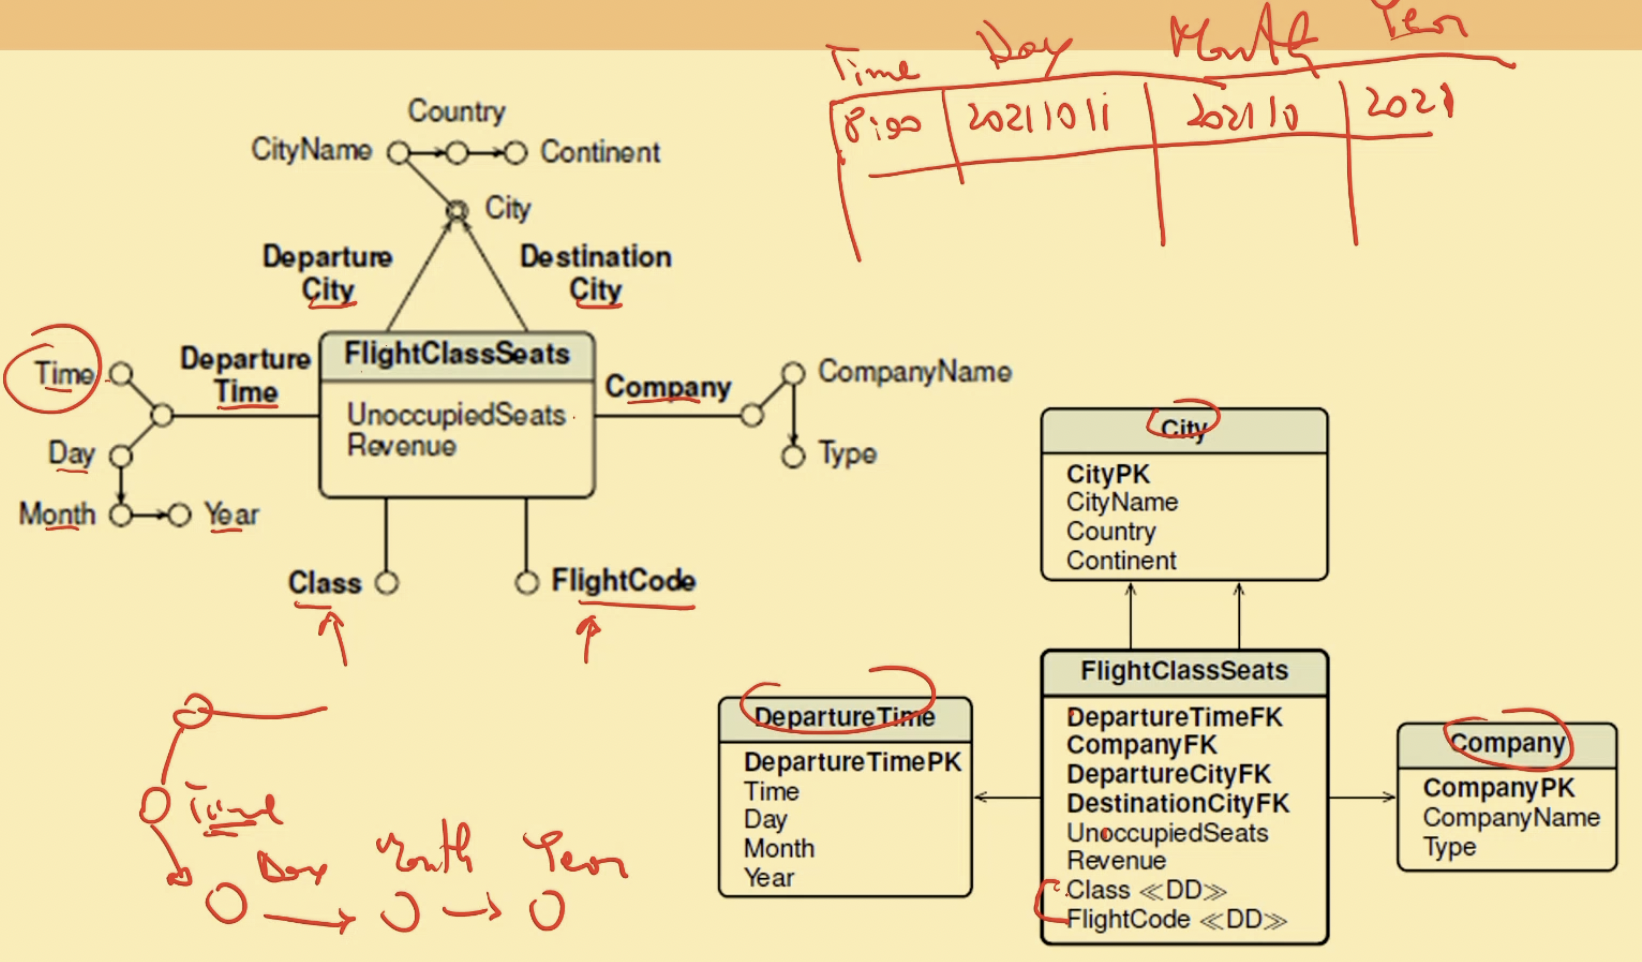 Time Day Month Year
20211011 202110 2021
Country
CityName Continent
City
Departure City
Destination City
Time
Departure Time
FlightClassSeats
UnoccupiedSeats
Revenue
Company
CompanyName
Type
Day
Month Year
Class FlightCode
Time
Day Month Year
City
CityPK
CityName
Country
Continent
DepartureTime
DepartureTimePK
Time
Day
Month
Year
FlightClassSeats
DepartureTimeFK
CompanyFK
DepartureCityFK
DestinationCityFK
UnoccupiedSeats
Revenue
Class ≪DD≫
FlightCode ≪DD≫
Company
CompanyPK
CompanyName
Type